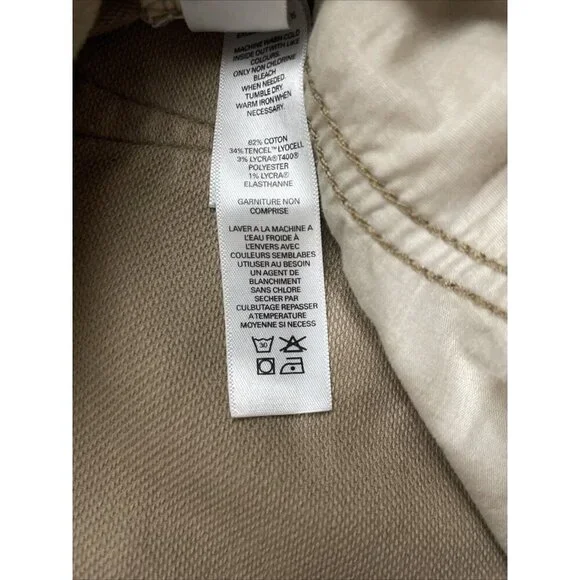 MACHINE WASH COLD
INSIDE OUT WITH LIKE
COLOURS.
ONLY NON CHLORINE
BLEACH
WHEN NEEDED.
TUMBLE DRY.
WARM IRON WHEN
NECESSARY.
62% COTON
34% TENCEL™ LYOCELL
3% LYCRA® T400®
POLYESTER
1% LYCRA®
ELASTHANNE
GARNITURE NON
COMPRISE
LAVER A LA MACHINE A
L'EAU FROIDE À
L'ENVERS AVEC
COULEURS SEMBLABES
UTILISER AU BESOIN
UN AGENT DE
BLANCHIMENT
SANS CHLORE
SECHER PAR
CULBUTAGE REPASSER
A TEMPERATURE
MOYENNE SI NECESS
30